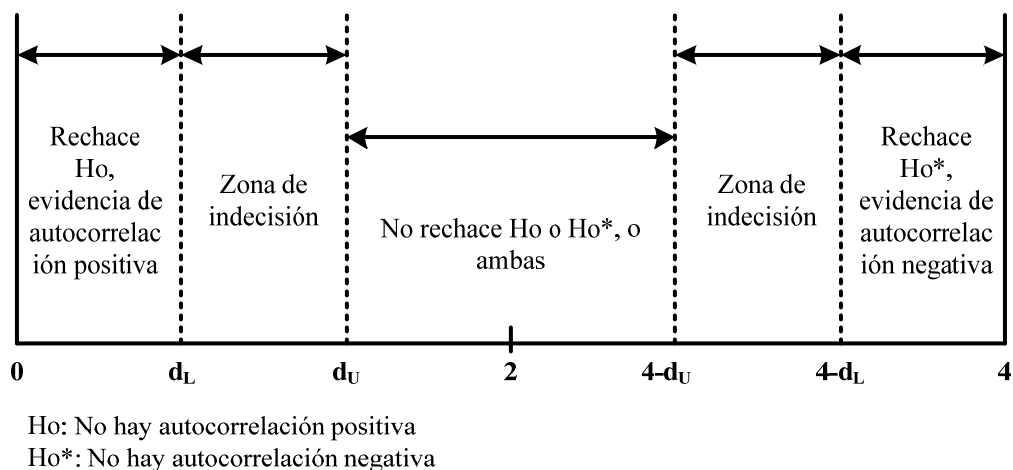 Rechace
Ho,
evidencia de
autocorrelac
ión positiva
Zona de
indecisión
No rechace Ho o Ho*, o
ambas
Zona de
indecisión
Rechace
Ho*,
evidencia de
autocorrelac
ión negativa
0 dL dU 2 4-dU 4-dL 4
Ho: No hay autocorrelación positiva
Ho*: No hay autocorrelación negativa